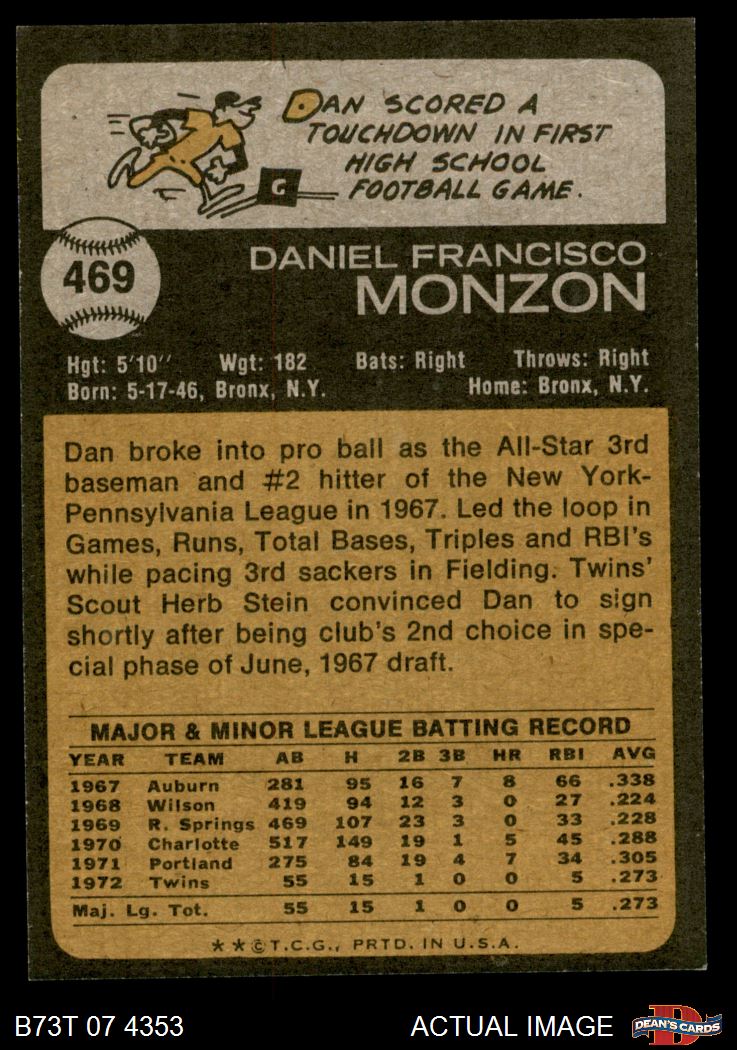 DAN SCORED A
TOUCHDOWN IN FIRST
HIGH SCHOOL
FOOTBALL GAME.
G
469
DANIEL FRANCISCO
MONZON
Hgt: 5'10" Wgt: 182 Bats: Right Throws: Right
Born: 5-17-46, Bronx, N.Y. Home: Bronx, N.Y.
Dan broke into pro ball as the All-Star 3rd
baseman and #2 hitter of the New York-
Pennsylvania League in 1967. Led the loop in
Games, Runs, Total Bases, Triples and RBI's
while pacing 3rd sackers in Fielding. Twins'
Scout Herb Stein convinced Dan to sign
shortly after being club's 2nd choice in spe-
cial phase of June, 1967 draft.
MAJOR & MINOR LEAGUE BATTING RECORD
YEAR TEAM AB H 2B 3B HR RBI AVG
1967 Auburn 281 95 16 7 8 66 .338
1968 Wilson 419 94 12 3 0 27 .224
1969 R. Springs 469 107 23 3 0 33 .228
1970 Charlotte 517 149 19 1 5 45 .288
1971 Portland 275 84 19 4 7 34 .305
1972 Twins 55 15 1 0 0 5 .273
Maj. Lg. Tot. 55 15 1 0 0 5 .273
**©T.C.G., PRTD. IN U.S.A.
B73T 07 4353 ACTUAL IMAGE DEAN'S CARDS